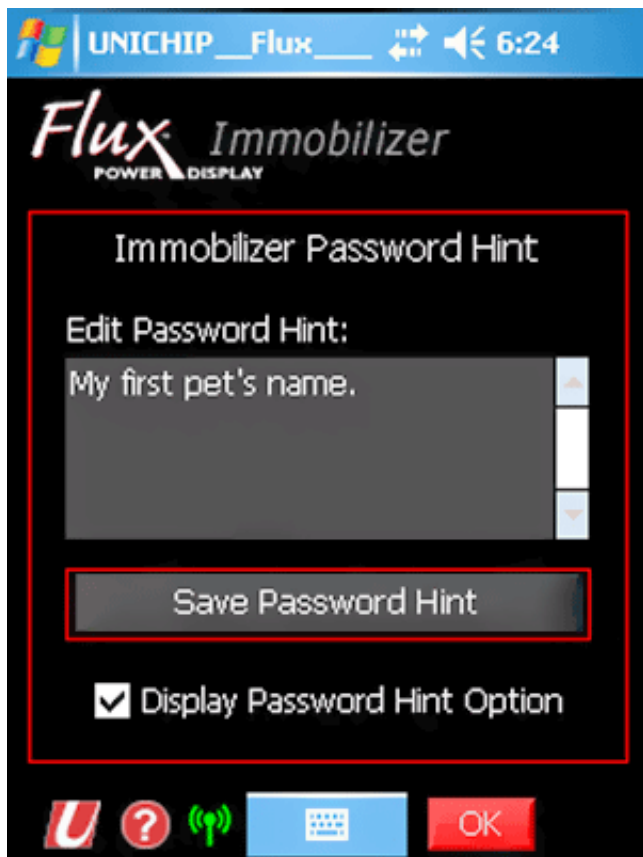 UNICHIP__Flux____ 6:24
Flux Immobilizer
POWER DISPLAY
Immobilizer Password Hint
Edit Password Hint:
My first pet's name.
Save Password Hint
Display Password Hint Option
U ? OK